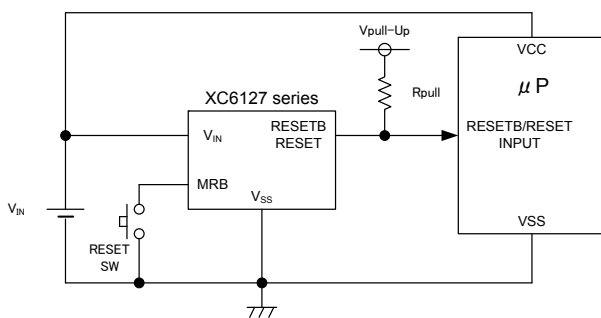 Vpull-Up
VCC
μP
Rpull
XC6127 series
RESETB
RESET
RESETB/RESET
INPUT
VIN
MRB
VSS
VIN
RESET
SW
VSS